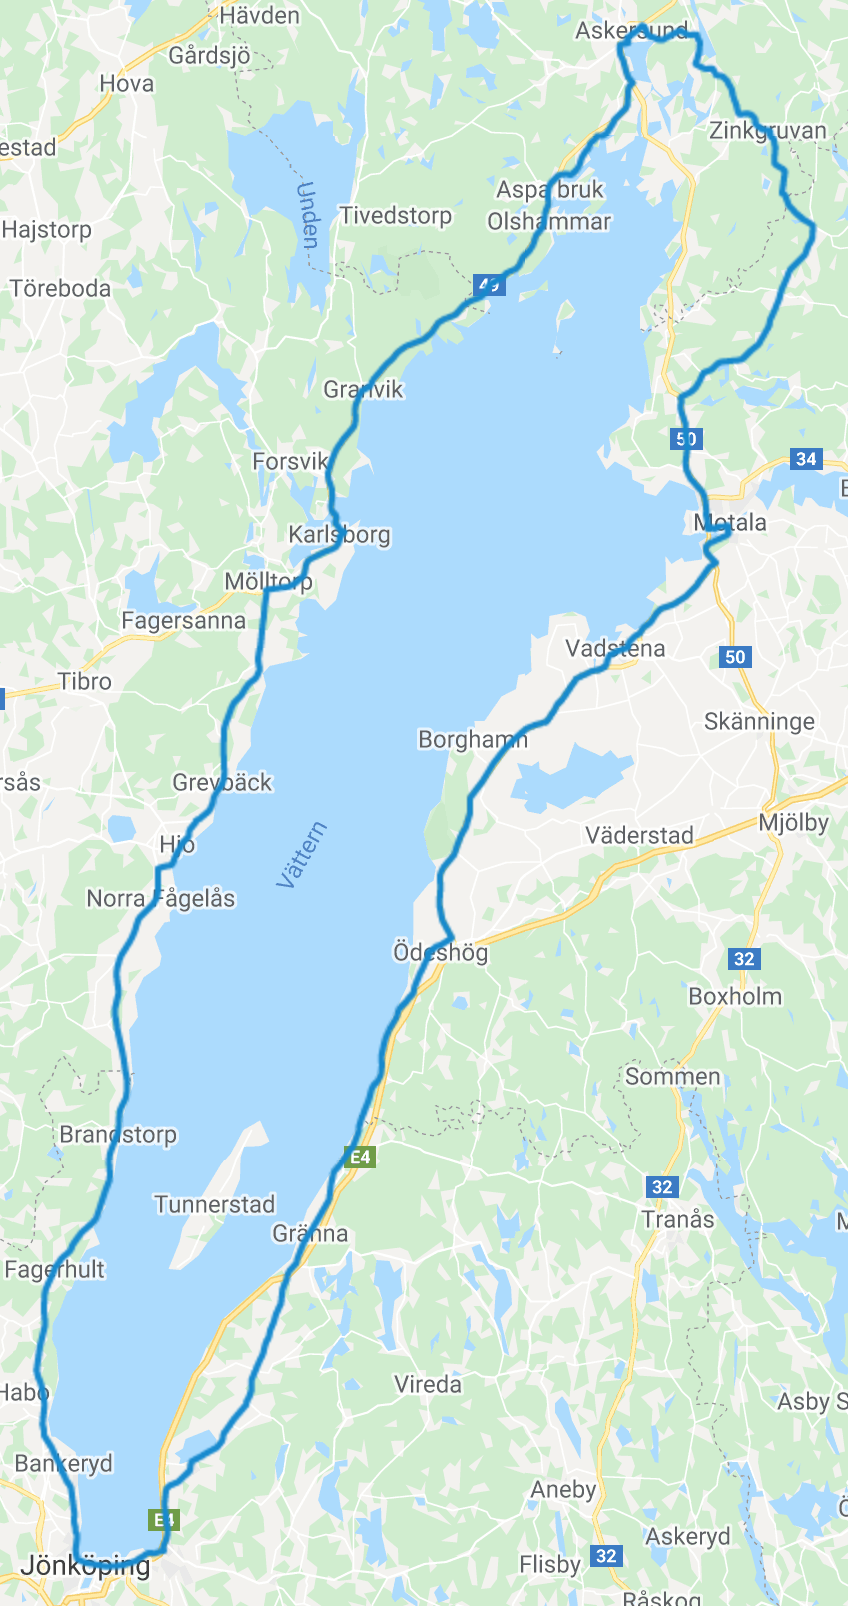 Hävden
Askersund
Gårdsjö
Hova
Zinkgruvan
estad
Unden
Aspa bruk
Tivedstorp
Olshammar
Hajstorp
49
Töreboda
Granvik
50
34
Forsvik
E
Motala
Karlsborg
Mölltorp
Fagersanna
Vadstena
50
Tibro
Skänninge
Borghamn
rsås
Grevbäck
Mjölby
Väderstad
Hjo
Vättern
Norra Fågelås
Ödeshög
32
Boxholm
Sommen
Brandstorp
E4
32
Tunnerstad
Tranås
M
Gränna
Fagerhult
Vireda
Habo
Asby S
Bankeryd
Aneby
Ö
E4
Askeryd
32
Jönköping
Flisby
Råskog